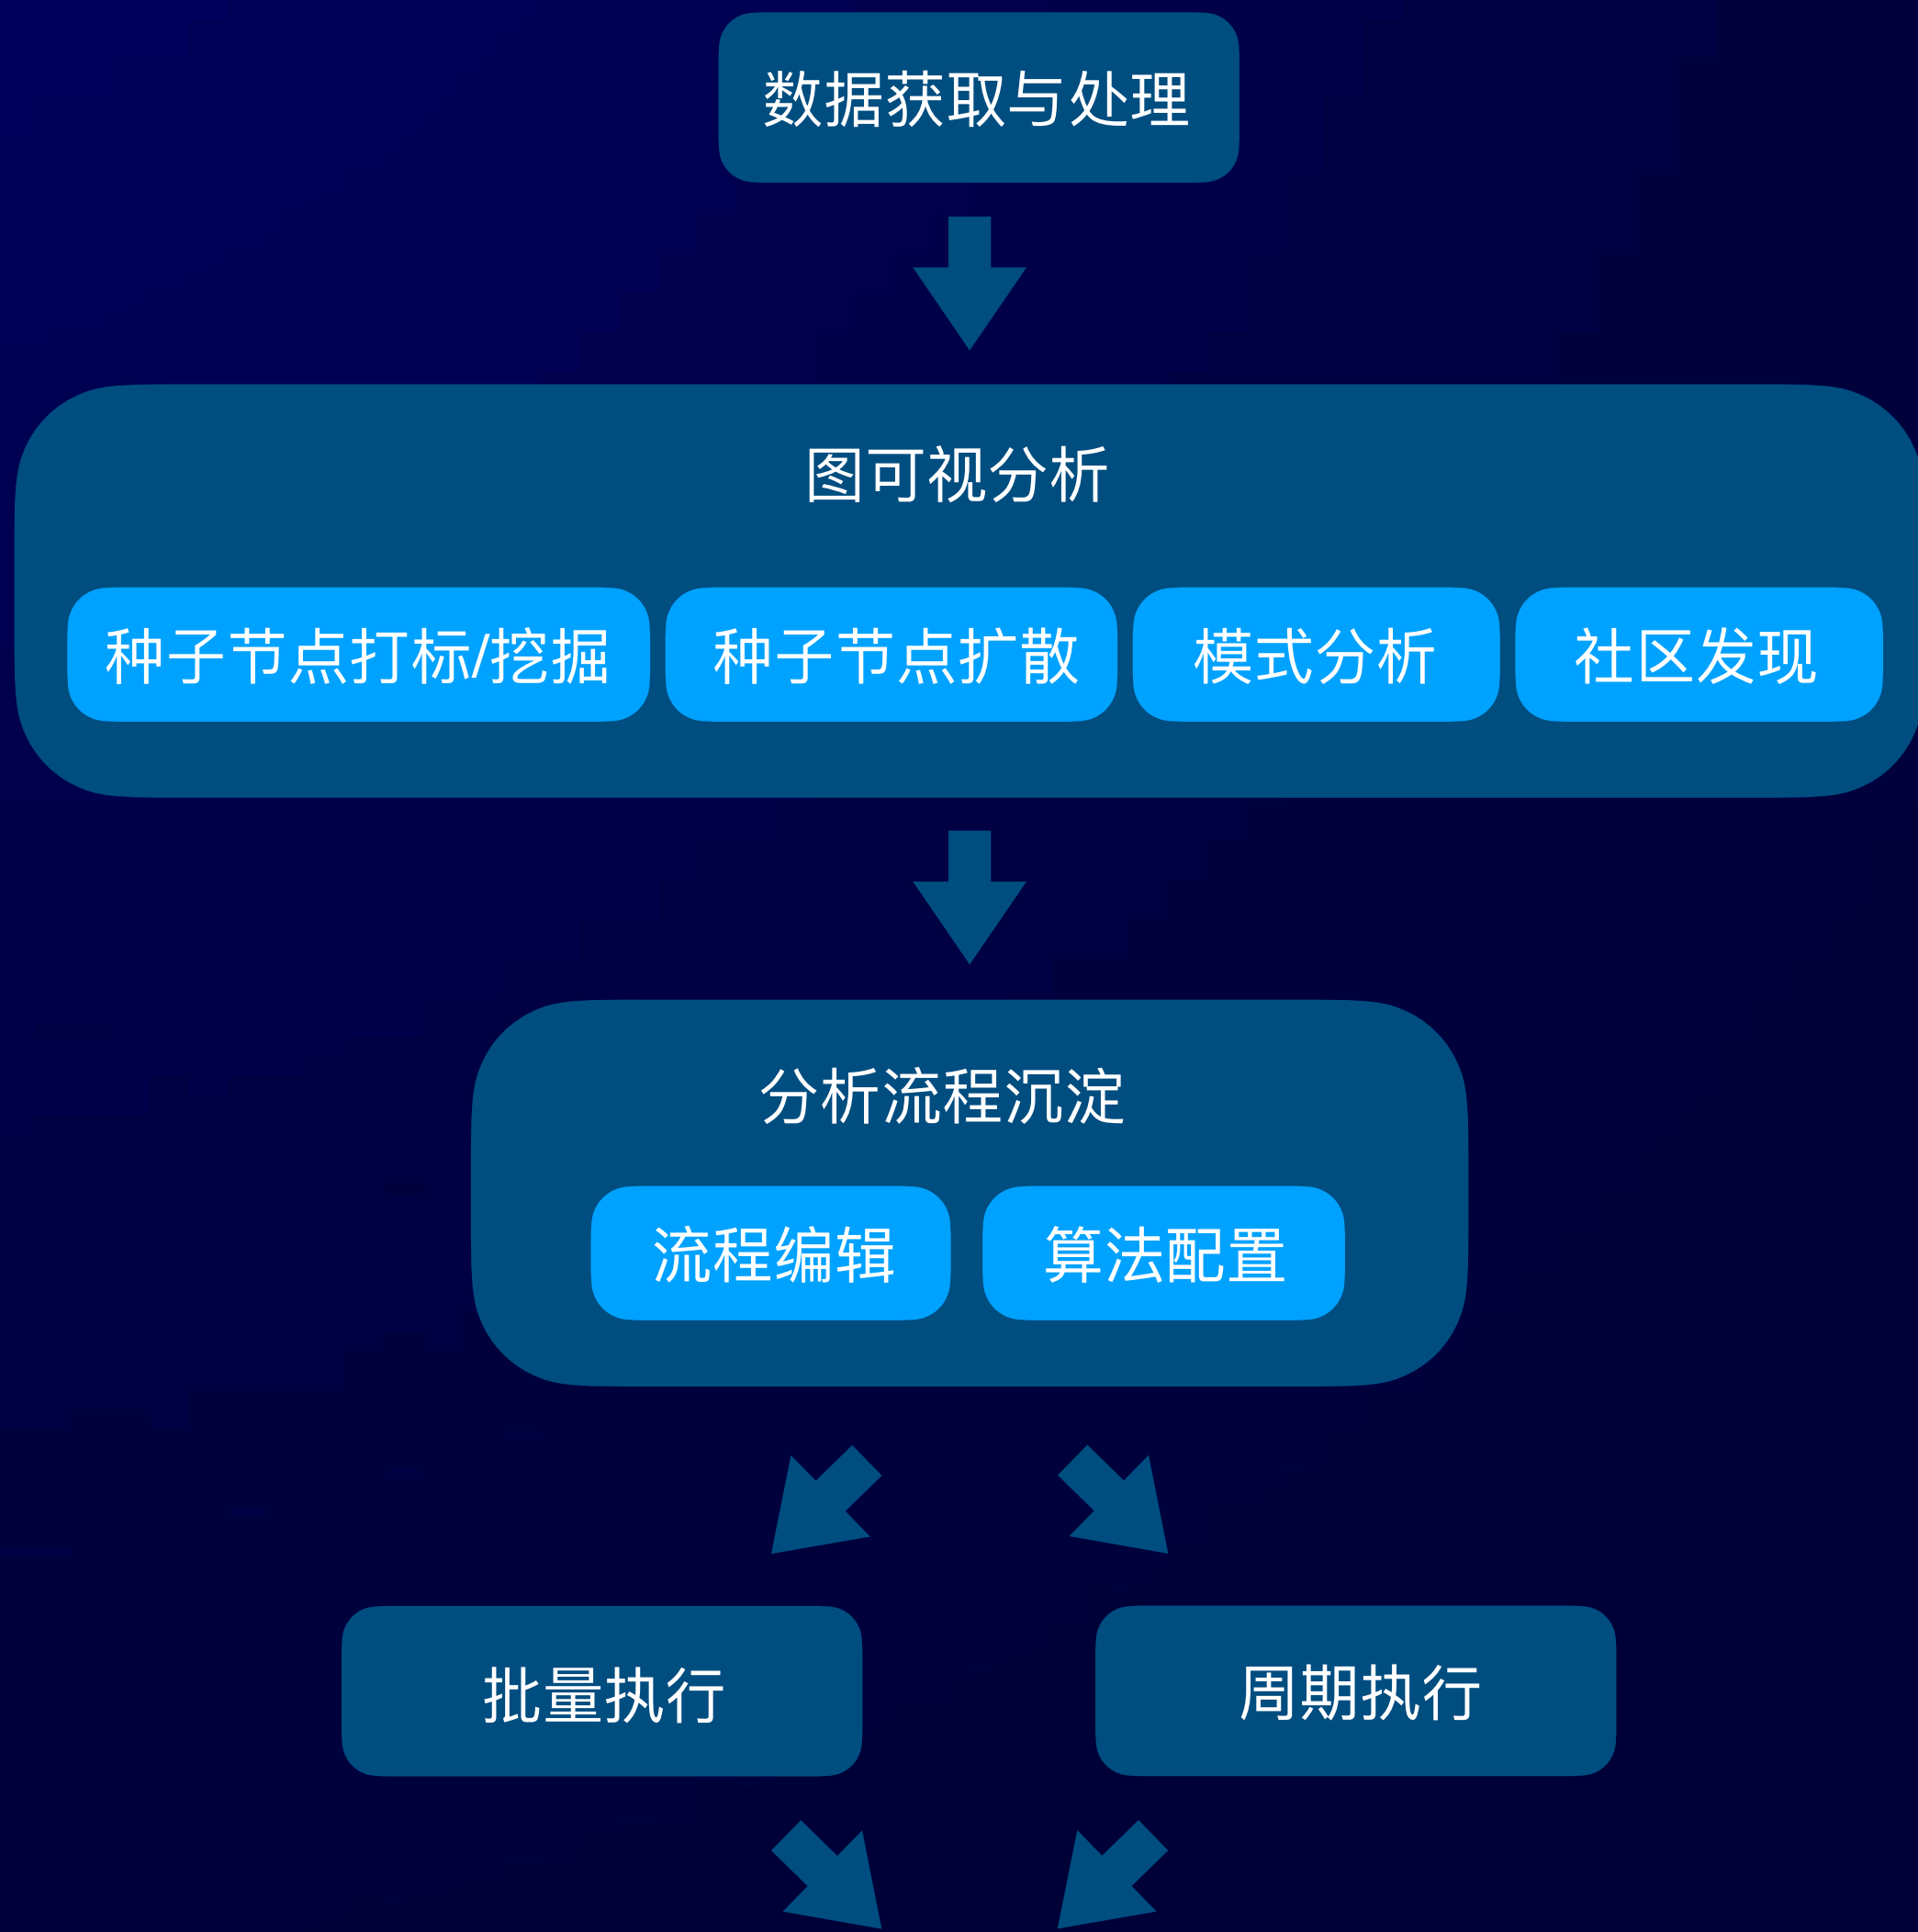 数据获取与处理
图可视分析
种子节点打标/挖掘
种子节点扩散
模式分析
社区发现
分析流程沉淀
流程编辑
算法配置
批量执行
周期执行